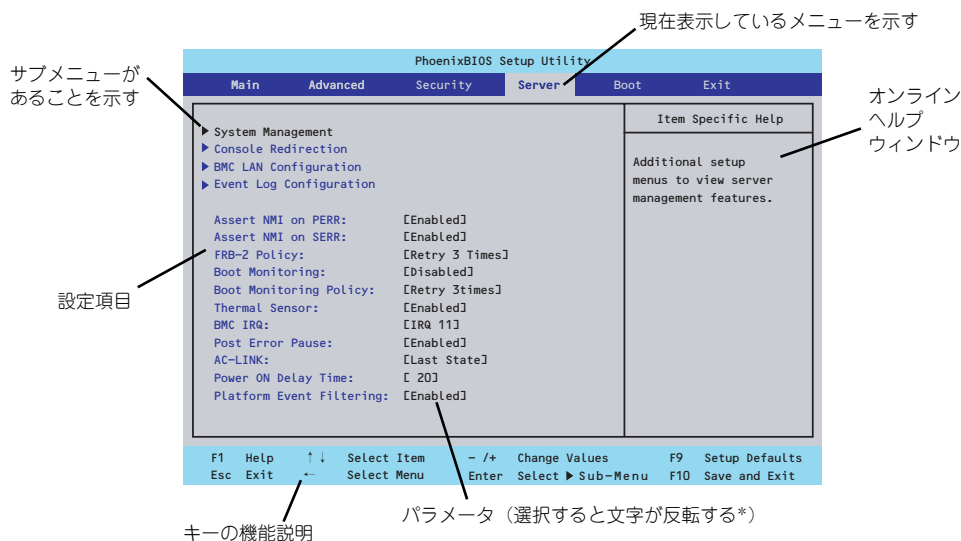 現在表示しているメニューを示す
サブメニューが
あることを示す
PhoenixBIOS Setup Utility
Main Advanced Security Server Boot Exit
オンライン
ヘルプ
ウィンドウ
Item Specific Help
▶ System Management
▶ Console Redirection
▶ BMC LAN Configuration
▶ Event Log Configuration
Additional setup
menus to view server
management features.
Assert NMI on PERR: [Enabled]
Assert NMI on SERR: [Enabled]
FRB-2 Policy: [Retry 3 Times]
Boot Monitoring: [Disabled]
Boot Monitoring Policy: [Retry 3times]
Thermal Sensor: [Enabled]
BMC IRQ: [IRQ 11]
Post Error Pause: [Enabled]
AC-LINK: [Last State]
Power ON Delay Time: [ 20]
Platform Event Filtering: [Enabled]
設定項目
F1 Help ↑↓ Select Item - /+ Change Values F9 Setup Defaults
Esc Exit ← Select Menu Enter Select ▶ Sub-Menu F10 Save and Exit
パラメータ（選択すると文字が反転する*）
キーの機能説明